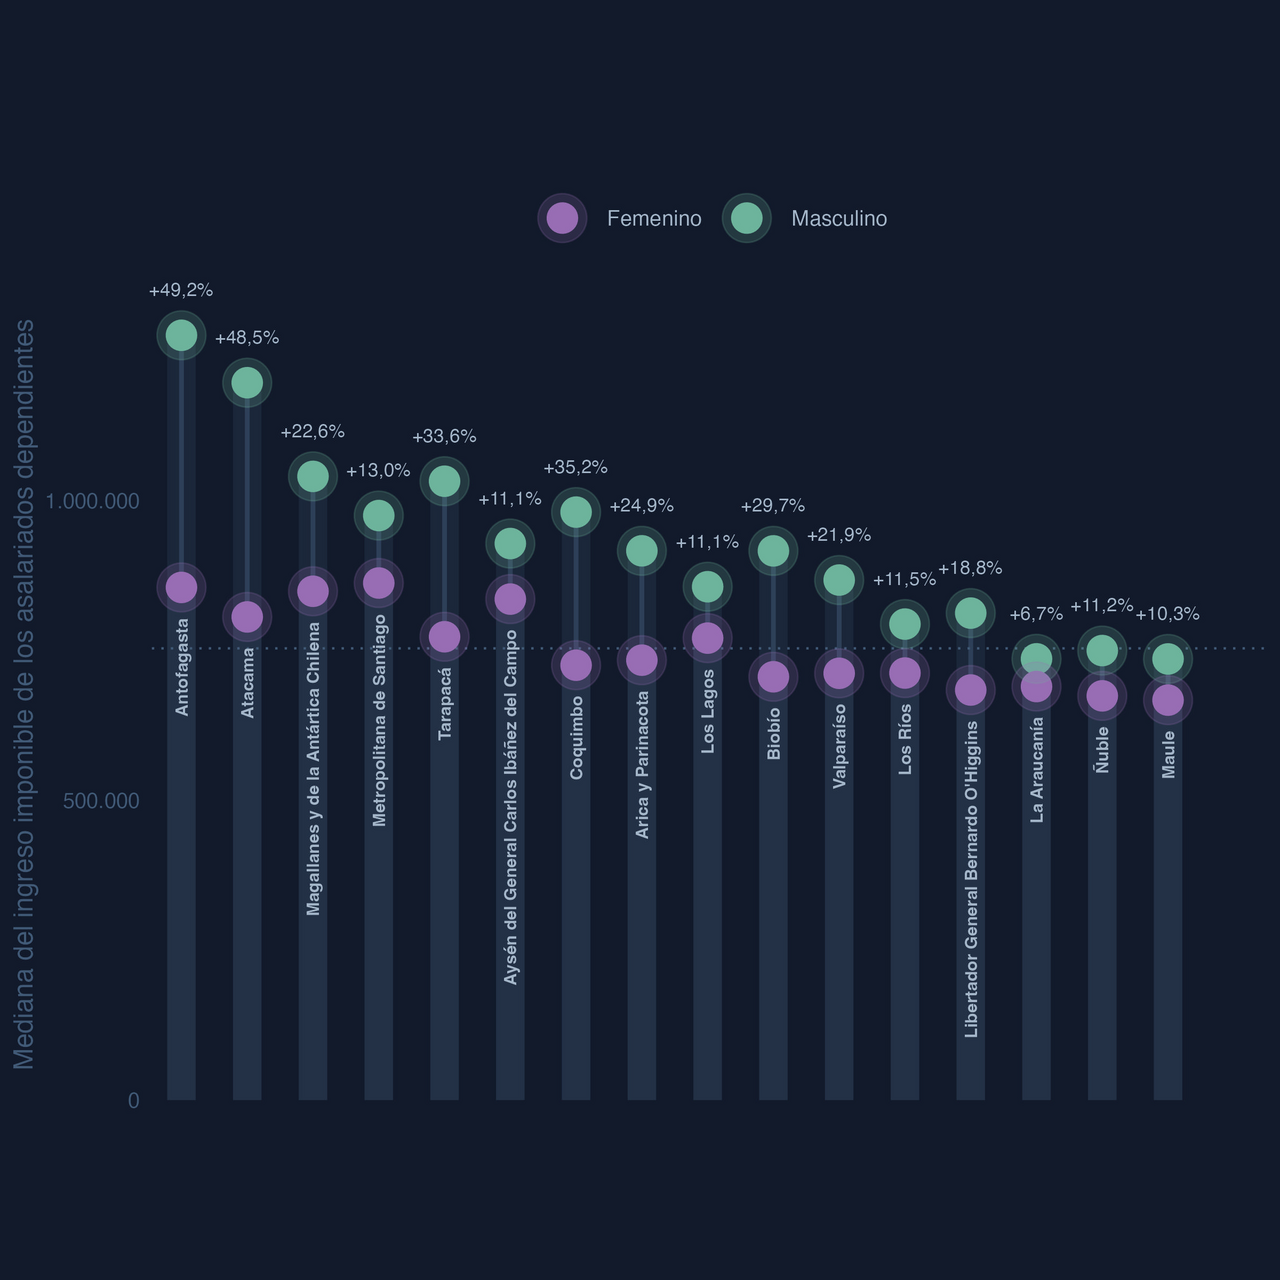 Femenino
Masculino
Mediana del ingreso imponible de los asalariados dependientes
1.000.000
500.000
0
+49,2%
+48,5%
+22,6%
+13,0%
+33,6%
+11,1%
+35,2%
+24,9%
+11,1%
+29,7%
+21,9%
+11,5%
+18,8%
+6,7%
+11,2%
+10,3%
Antofagasta
Atacama
Magallanes y de la Antártica Chilena
Metropolitana de Santiago
Tarapacá
Aysén del General Carlos Ibáñez del Campo
Coquimbo
Arica y Parinacota
Los Lagos
Biobío
Valparaíso
Los Ríos
Libertador General Bernardo O'Higgins
La Araucanía
Ñuble
Maule